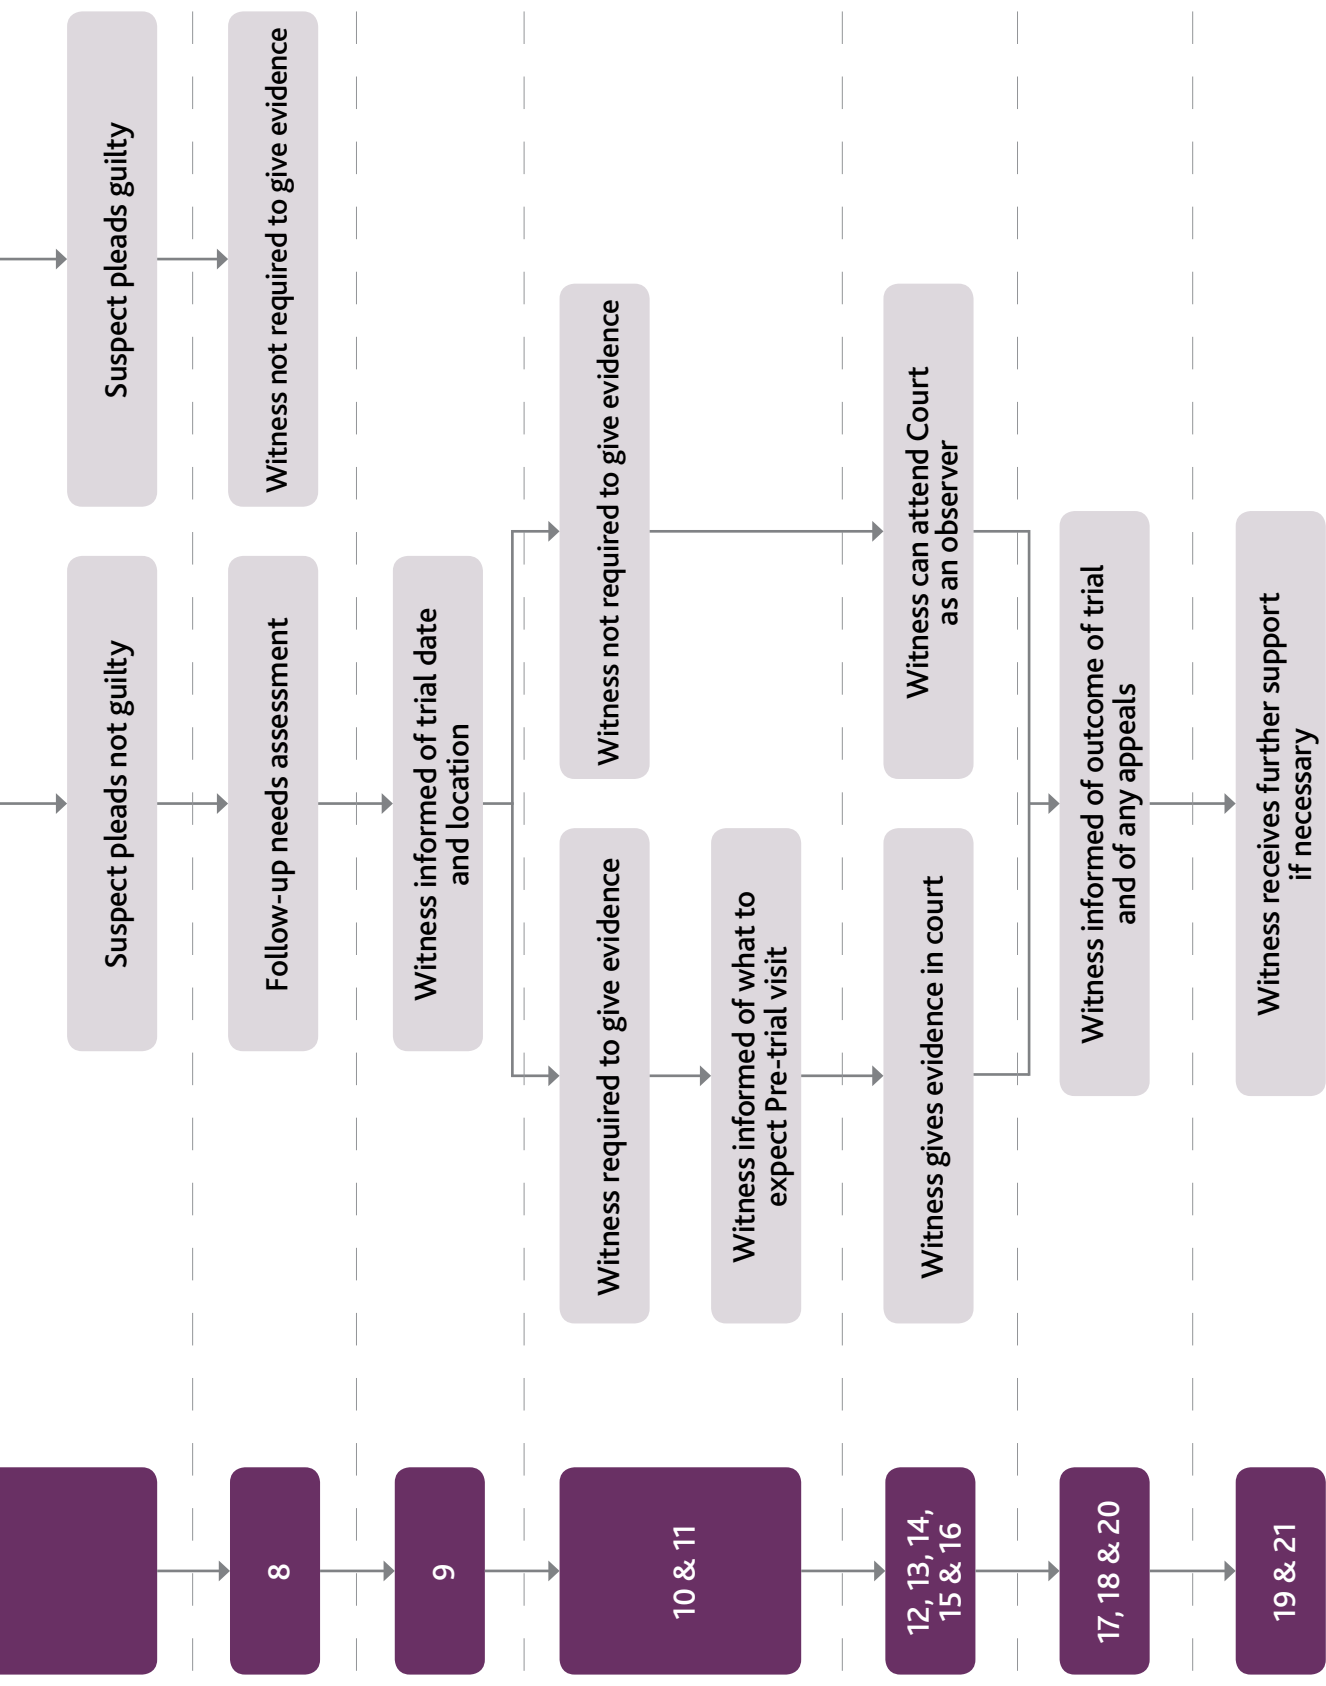 Suspect pleads not guilty
Suspect pleads guilty
8
Follow-up needs assessment
Witness not required to give evidence
9
Witness informed of trial date
and location
10 & 11
Witness required to give evidence
Witness not required to give evidence
Witness informed of what to
expect Pre-trial visit
12, 13, 14,
15 & 16
Witness gives evidence in court
Witness can attend Court
as an observer
17, 18 & 20
Witness informed of outcome of trial
and of any appeals
19 & 21
Witness receives further support
if necessary